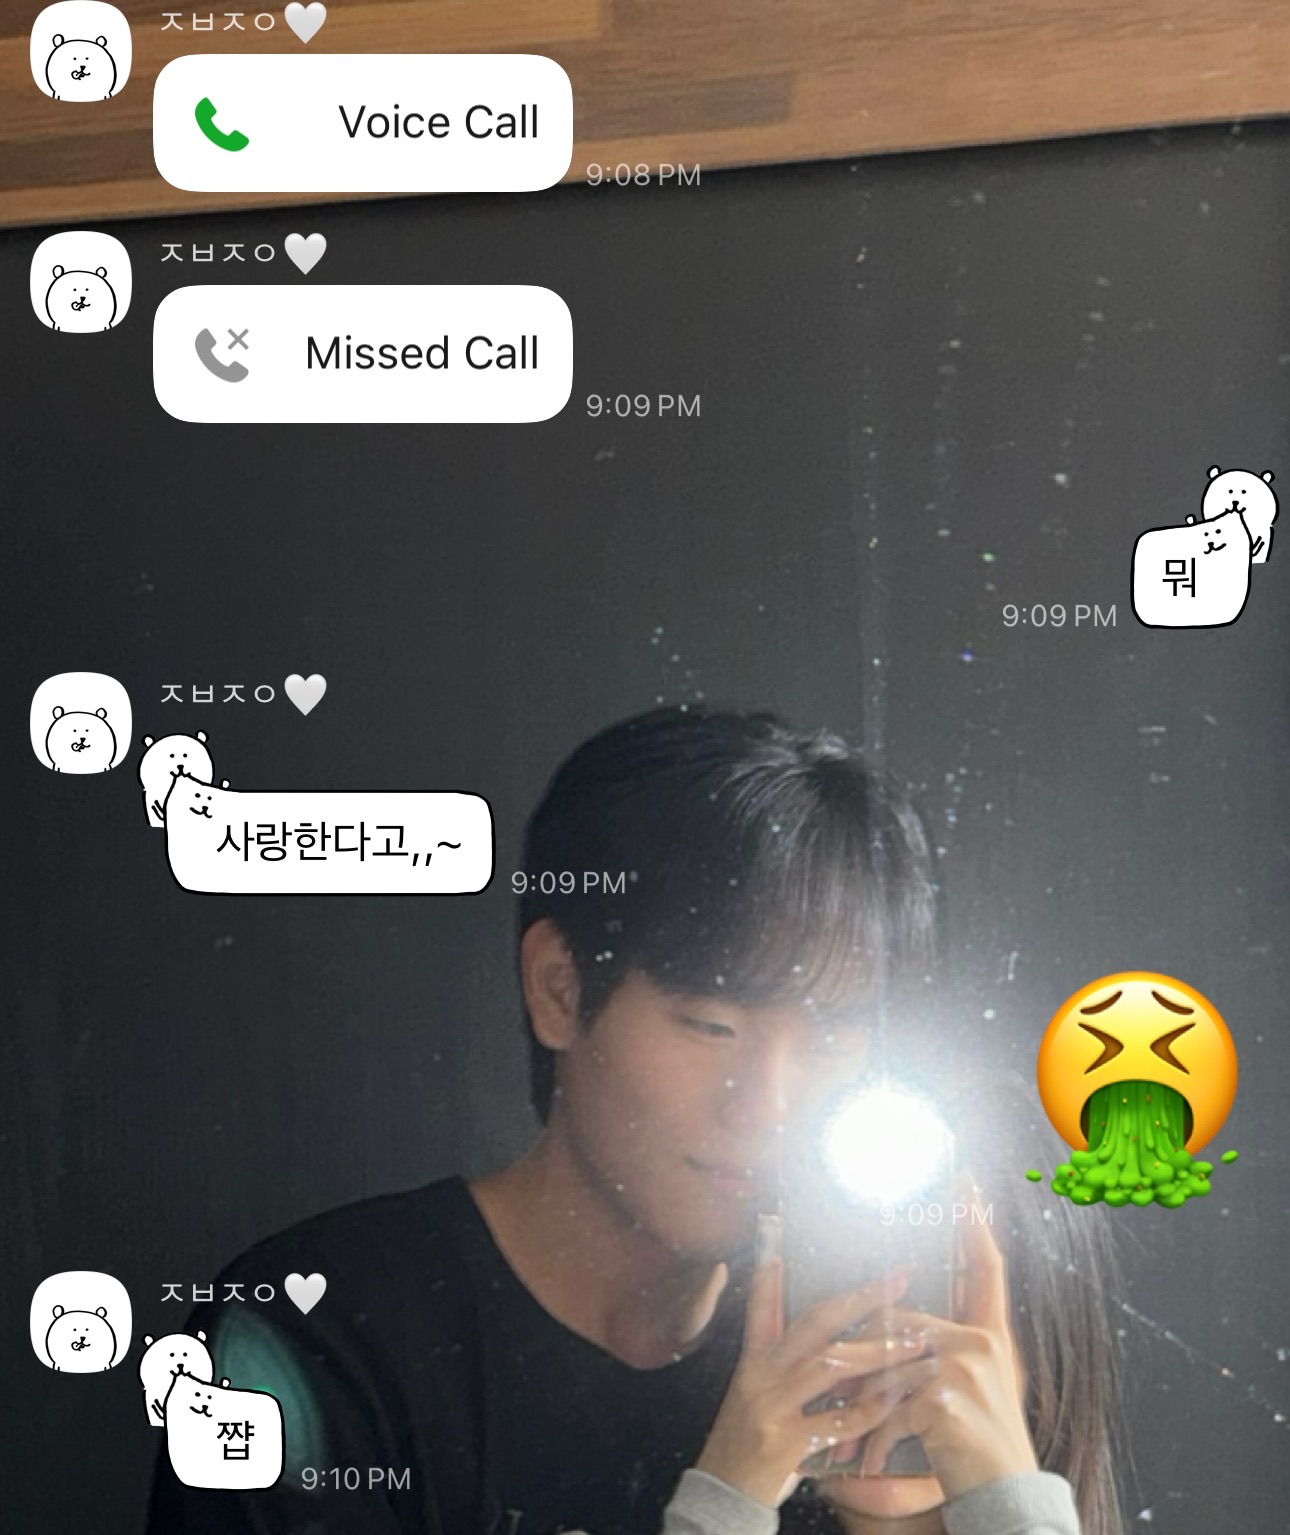 ㅈㅂㅈㅇ🤍
Voice Call
9:08 PM
ㅈㅂㅈㅇ🤍
Missed Call
9:09 PM
뭐
9:09 PM
ㅈㅂㅈㅇ🤍
사랑한다고,,~
9:09 PM
9:09 PM
ㅈㅂㅈㅇ🤍
쨥
9:10 PM